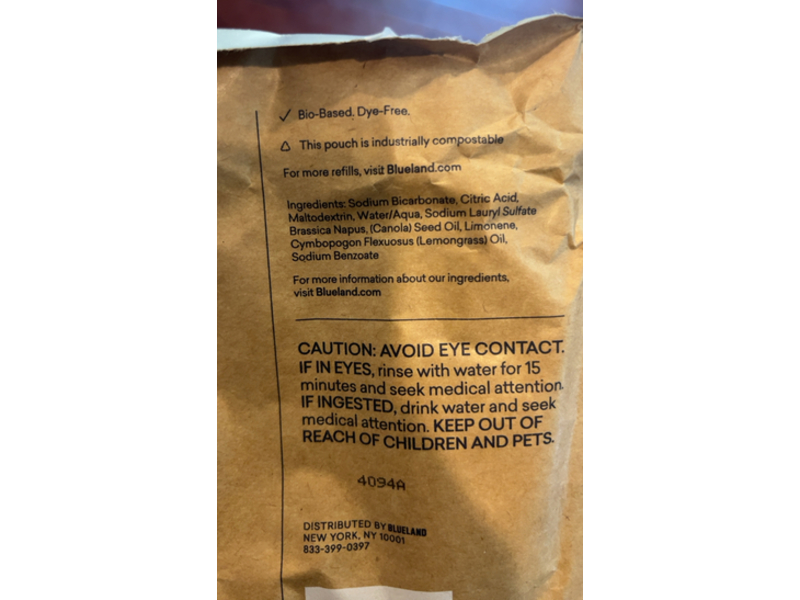 ✓ Bio-Based. Dye-Free.
This pouch is industrially compostable
For more refills, visit Blueland.com
Ingredients: Sodium Bicarbonate, Citric Acid,
Maltodextrin, Water/Aqua, Sodium Lauryl Sulfate
Brassica Napus, (Canola) Seed Oil, Limonene,
Cymbopogon Flexuosus (Lemongrass) Oil,
Sodium Benzoate
For more information about our ingredients,
visit Blueland.com
CAUTION: AVOID EYE CONTACT.
IF IN EYES, rinse with water for 15
minutes and seek medical attention.
IF INGESTED, drink water and seek
medical attention. KEEP OUT OF
REACH OF CHILDREN AND PETS.
4094A
DISTRIBUTED BY BLUELAND
NEW YORK, NY 10001
833-399-0397